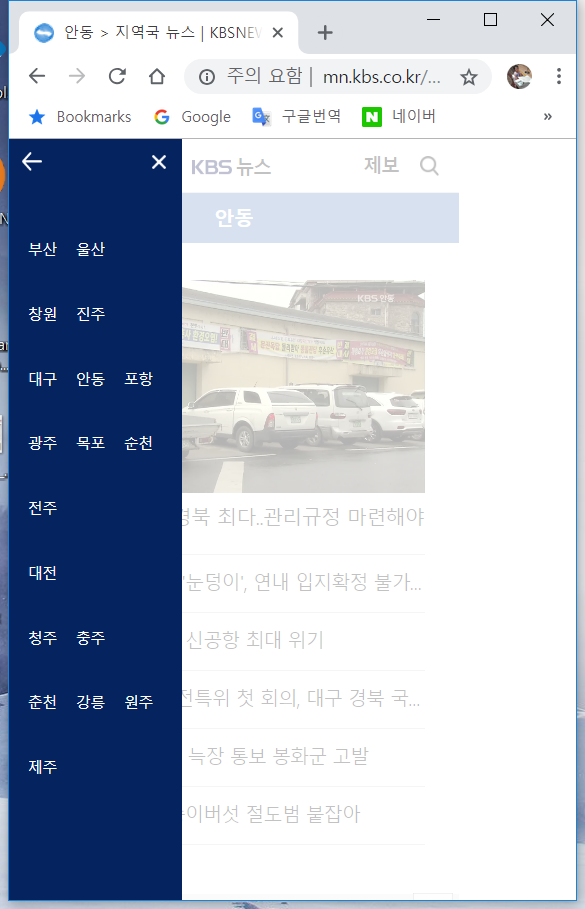 안동 > 지역국 뉴스 | KBSNEW
주의 요함 | mn.kbs.co.kr/...
Bookmarks Google 구글번역 네이버 »
KBS 뉴스 제보
안동
부산 울산
창원 진주
대구 안동 포항
광주 목포 순천
전주
대전
청주 충주
춘천 강릉 원주
제주
KBS 안동
경북 최다..관리규정 마련해야
'눈덩이', 연내 입지확정 불가...
신공항 최대 위기
전특위 첫 회의, 대구 경북 국...
늑장 통보 봉화군 고발
이버섯 절도범 붙잡아